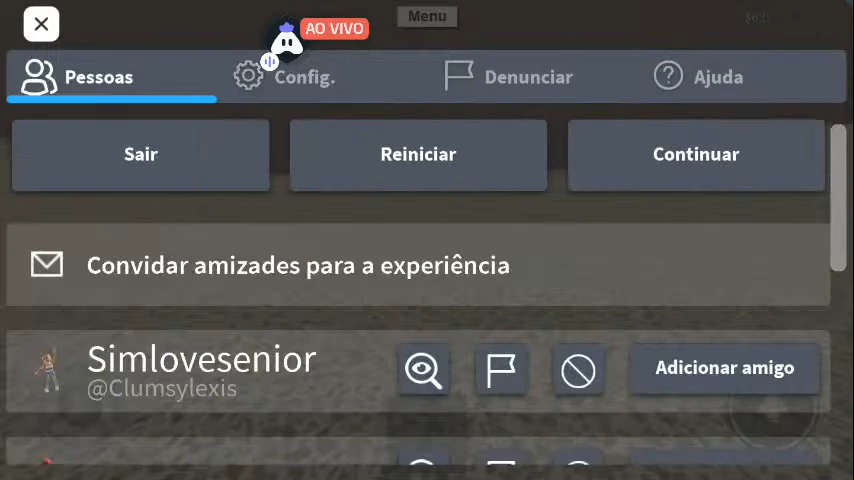 Menu
AO VIVO
Pessoas
Config.
Denunciar
Ajuda
Sair
Reiniciar
Continuar
Convidar amizades para a experiência
Simlovesenior
@Clumsylexis
Adicionar amigo